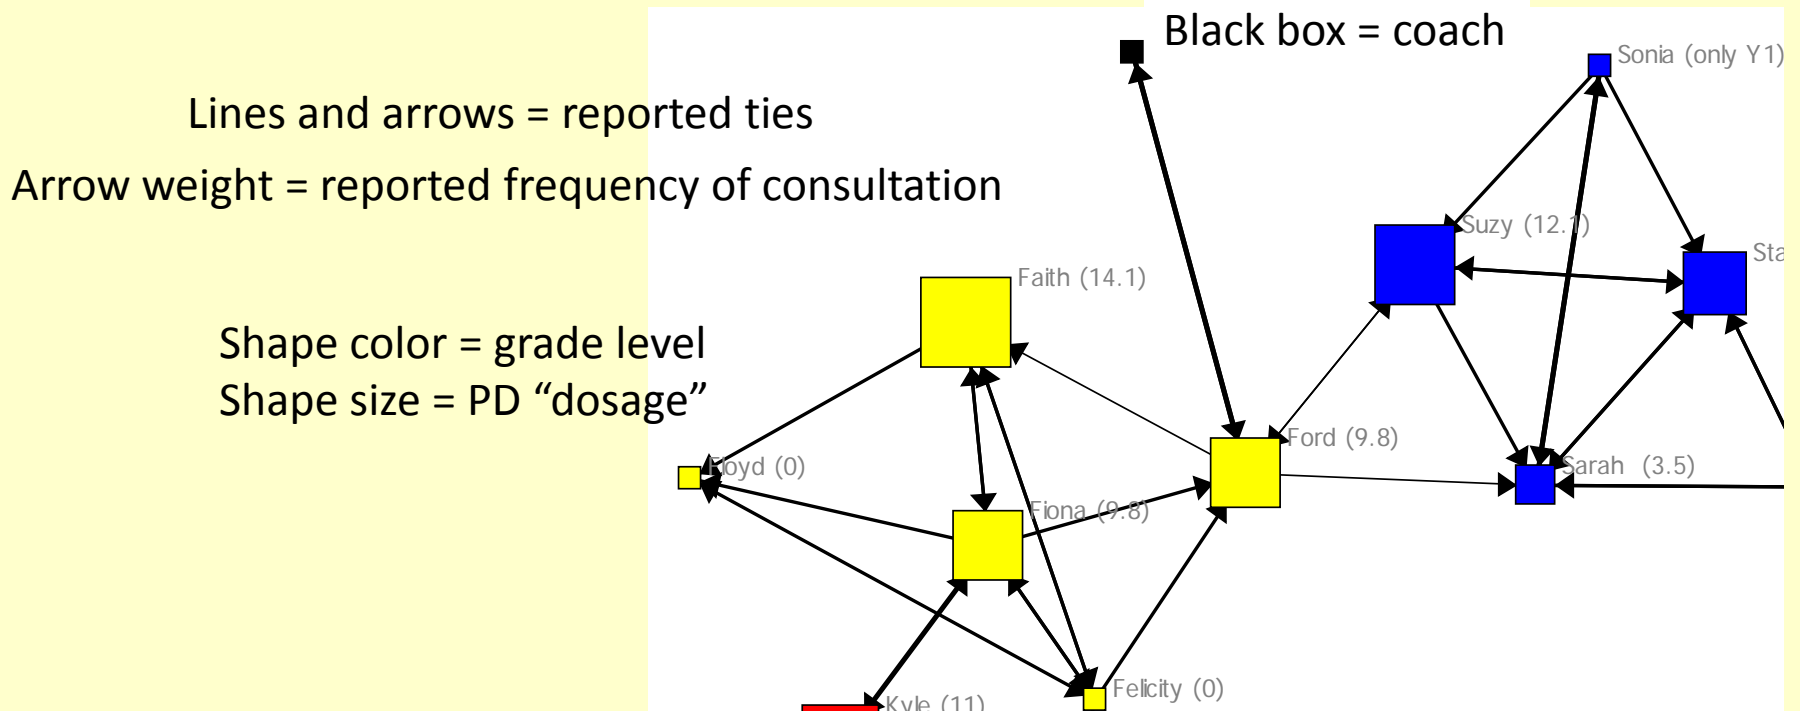 Black box = coach
Sonia (only Y1)
Lines and arrows = reported ties
Arrow weight = reported frequency of consultation
Suzy (12.1)
Sta
Faith (14.1)
Shape color = grade level
Shape size = PD “dosage”
Ford (9.8)
Floyd (0)
Sarah (3.5)
Fiona (9.8)
Felicity (0)
Kyle (11)